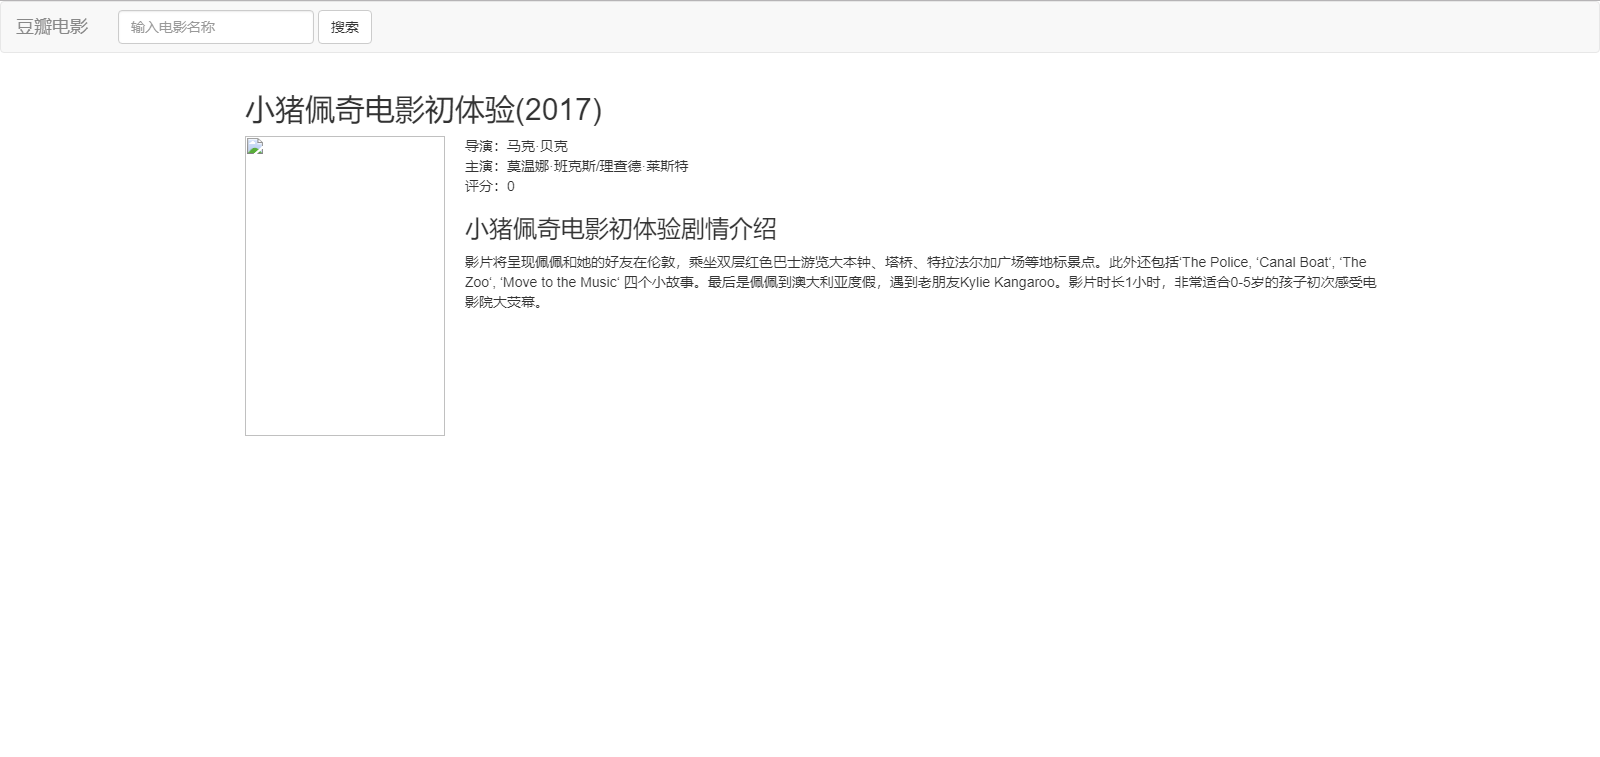 豆瓣电影 输入电影名称 搜索
小猪佩奇电影初体验(2017)
导演：马克·贝克
主演：莫温娜·班克斯/理查德·莱斯特
评分：0
小猪佩奇电影初体验剧情介绍
影片将呈现佩佩和她的好友在伦敦，乘坐双层红色巴士游览大本钟、塔桥、特拉法尔加广场等地标景点。此外还包括‘The Police, ‘Canal Boat‘, ‘The
Zoo‘, ‘Move to the Music‘ 四个小故事。最后是佩佩到澳大利亚度假，遇到老朋友Kylie Kangaroo。影片时长1小时，非常适合0-5岁的孩子初次感受电
影院大荧幕。